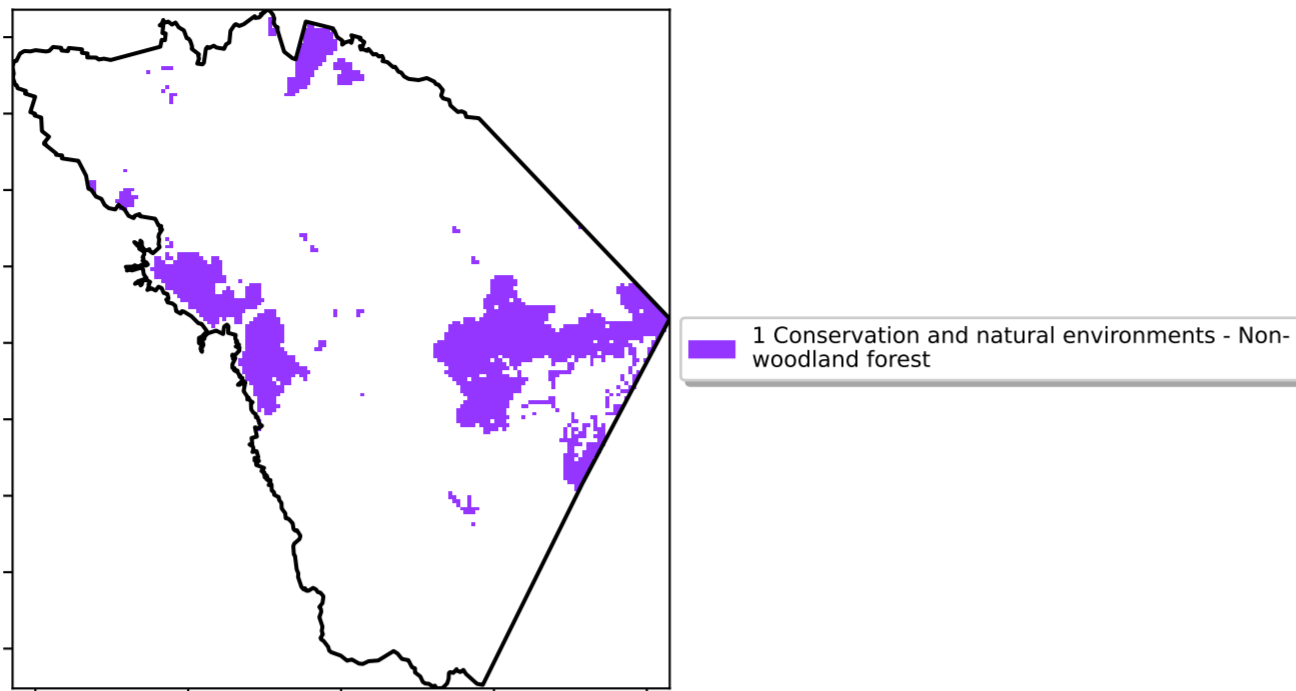 1 Conservation and natural environments - Non-
woodland forest